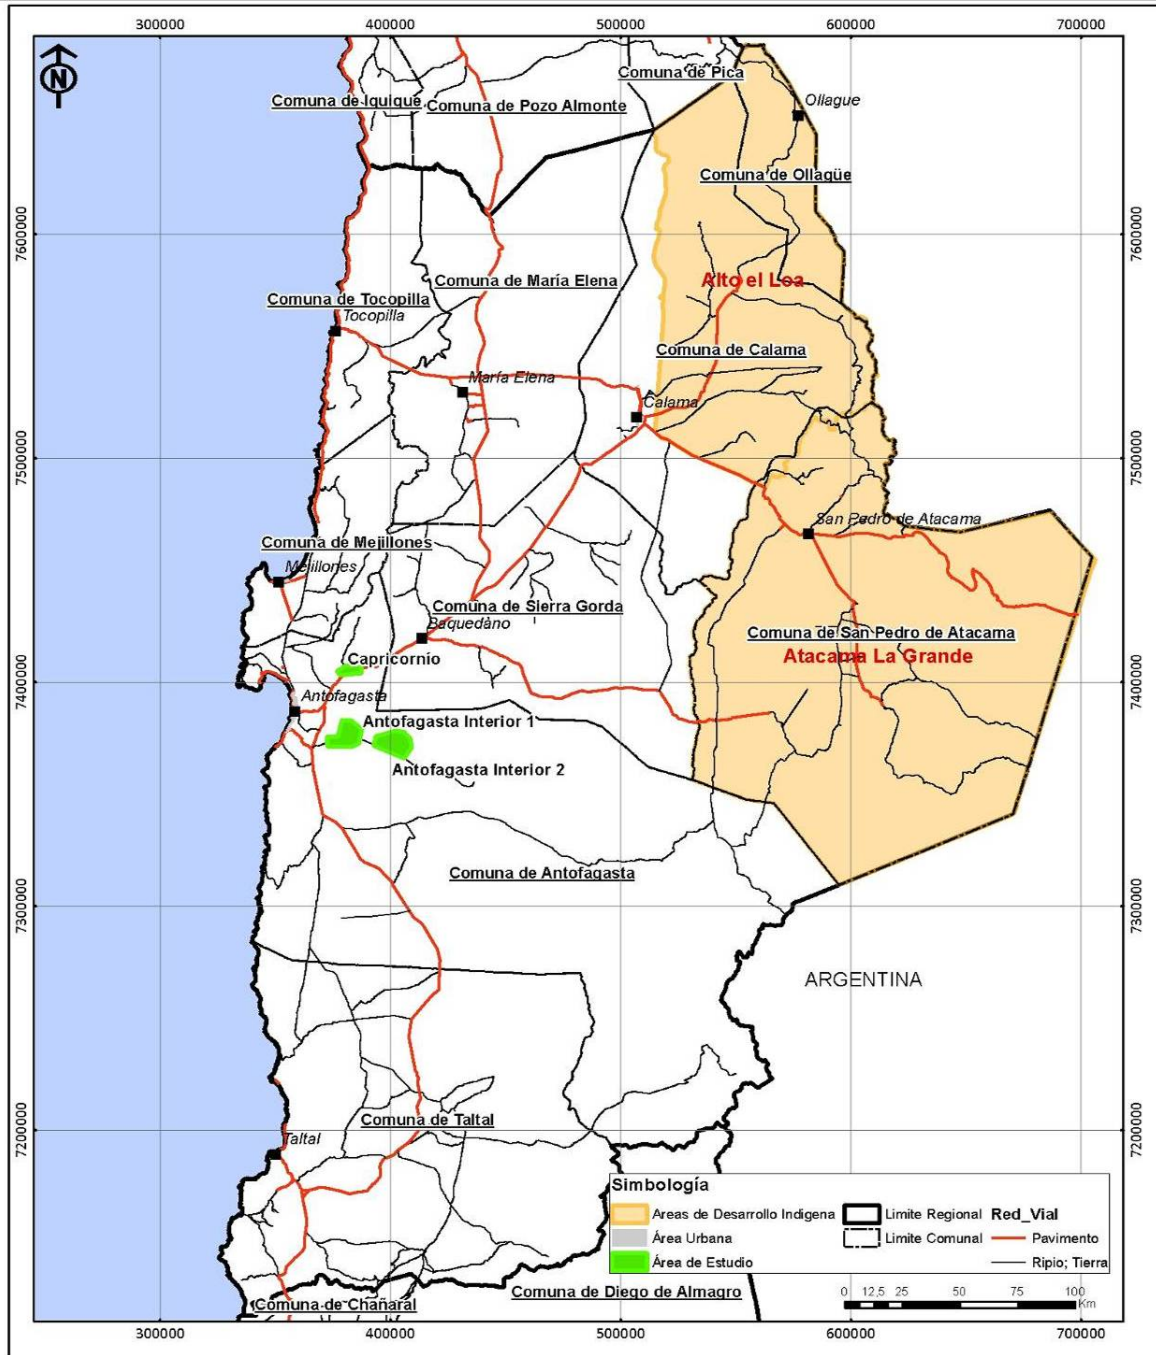 300000 400000 500000 600000 700000
N
Comuna de Pica
Comuna de Iquique
Comuna de Pozo Almonte
Ollague
Comuna de Ollagüe
7600000
7600000
Alto el Loa
Comuna de María Elena
Comuna de Tocopilla
Tocopilla
Comuna de Calama
María Elena
Calama
7500000
7500000
San Pedro de Atacama
Comuna de Mejillones
Mejillones
Comuna de Sierra Gorda
Baquedano
Comuna de San Pedro de Atacama
Atacama La Grande
Capricornio
7400000
7400000
Antofagasta
Antofagasta Interior 1
Antofagasta Interior 2
Comuna de Antofagasta
7300000
7300000
ARGENTINA
Comuna de Taltal
7200000
7200000
Taltal
Simbología
Areas de Desarrollo Indigena
Área Urbana
Área de Estudio
Limite Regional
Limite Comunal
Red_Vial
Pavimento
Ripio; Tierra
0 12,5 25 50 75 100
Km
Comuna de Diego de Almagro
Comuna de Chañaral
300000 400000 500000 600000 700000